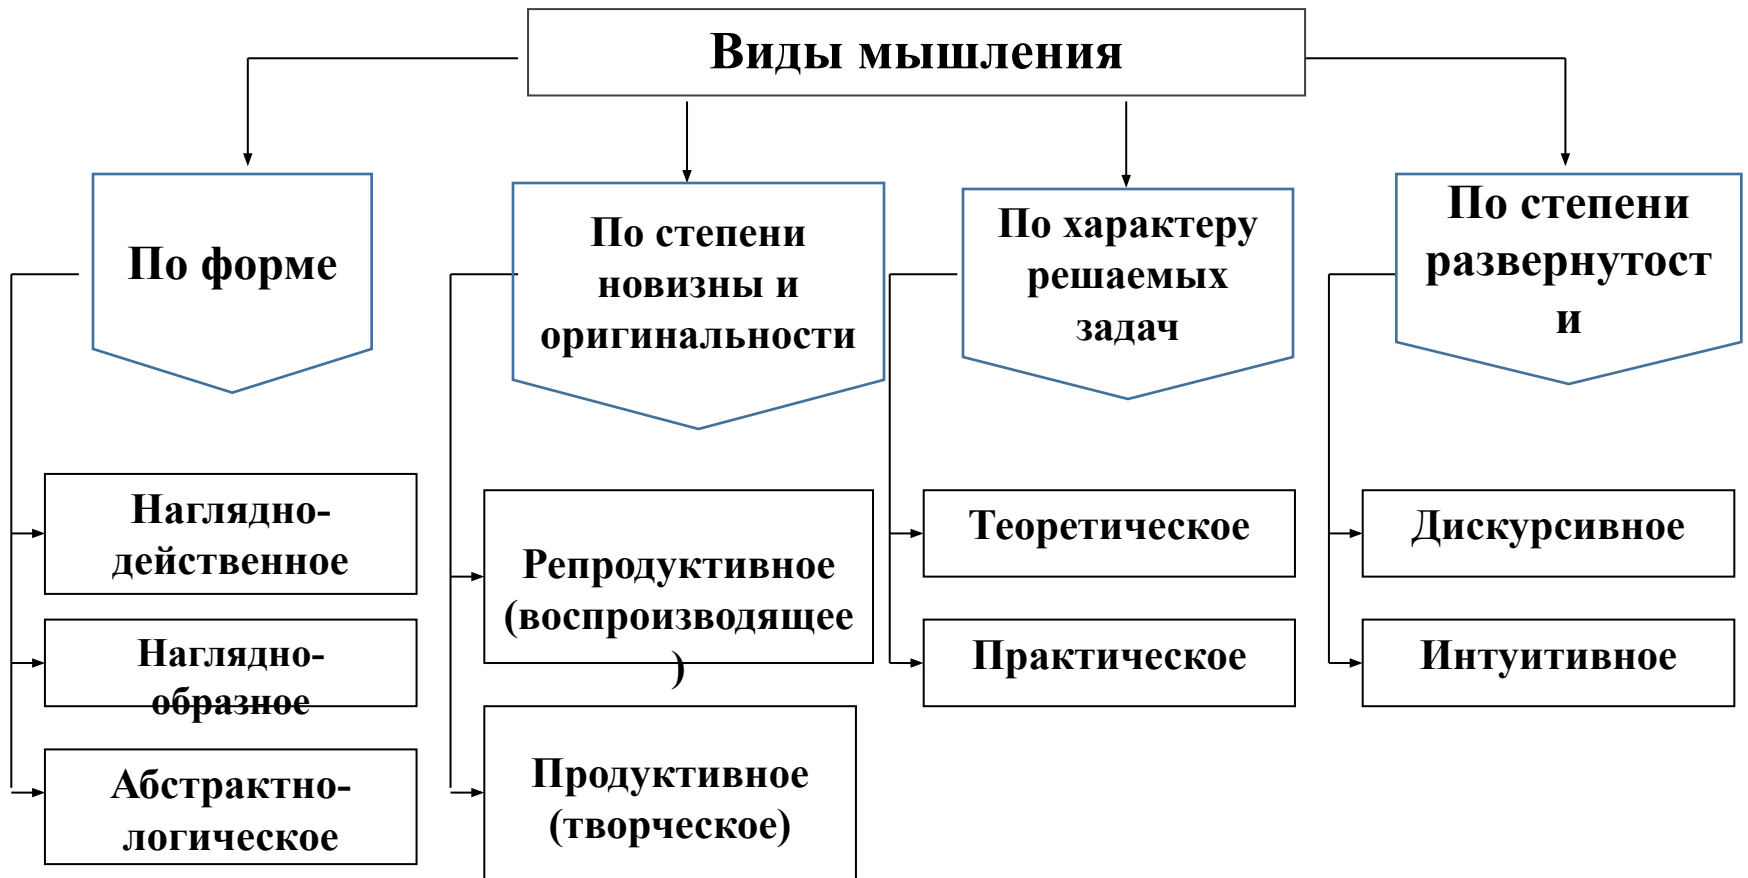 Виды мышления
По форме
По степени
новизны и
оригинальности
По характеру
решаемых
задач
По степени
развернутост
и
Наглядно-
действенное
Наглядно-
образное
Абстрактно-
логическое
Репродуктивное
(воспроизводящее
)
Продуктивное
(творческое)
Теоретическое
Практическое
Дискурсивное
Интуитивное